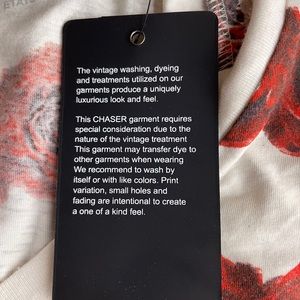 The vintage washing, dyeing
and treatments utilized on our
garments produce a uniquely
luxurious look and feel.
This CHASER garment requires
special consideration due to the
nature of the vintage treatment
This garment may transfer dye to
other garments when wearing
We recommend to wash by
itself or with like colors. Print
variation, small holes and
fading are intentional to create
a one of a kind feel.